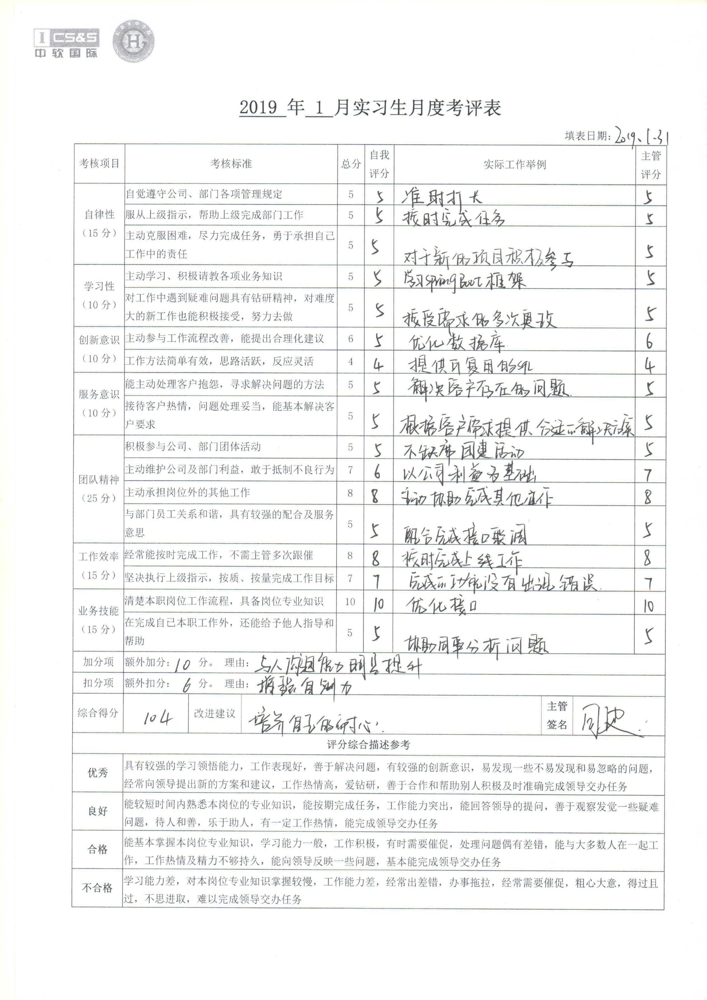 I CS&S
中软国际
2019 年 1 月实习生月度考评表
填表日期：2019.1.31
考核项目 考核标准 总分 自我评分 实际工作举例 主管评分
自律性（15 分）
自觉遵守公司、部门各项管理规定 5 5 准时打卡 5
服从上级指示，帮助上级完成部门工作 5 5 按时完成任务 5
主动克服困难，尽力完成任务，勇于承担自己
工作中的责任 5 5 对于新的项目积极参与 5
学习性（10 分）
主动学习、积极请教各项业务知识 5 5 学习SpringBoot框架 5
对工作中遇到疑难问题具有钻研精神，对难度
大的新工作也能积极接受，努力去做 5 5 接受需求的多次更改 5
创新意识（10 分）
主动参与工作流程改善，能提出合理化建议 6 5 优化数据库. 6
工作方法简单有效，思路活跃，反应灵活 4 4 提供可复用的SQL 4
服务意识（10 分）
能主动处理客户抱怨，寻求解决问题的方法 5 5 解决客户存在的问题. 5
接待客户热情，问题处理妥当，能基本解决客
户要求 5 5 根据客户需求提供合适的解决方案 5
团队精神（25 分）
积极参与公司、部门团体活动 5 5 不缺席团建活动 5
主动维护公司及部门利益，敢于抵制不良行为 7 6 以公司利益为基础 7
主动承担岗位外的其他工作 8 8 主动协助完成其他工作 8
与部门员工关系和谐，具有较强的配合及服务
意思 5 5 配合完成接口联调 5
工作效率（15 分）
经常能按时完成工作，不需主管多次跟催 8 8 按时完成上线工作 8
坚决执行上级指示，按质、按量完成工作目标 7 7 完成的功能没有出现错误. 7
业务技能（15 分）
清楚本职岗位工作流程，具备岗位专业知识 10 10 优化接口 10
在完成自己本职工作外，还能给予他人指导和
帮助 5 5 协助同事分析问题 5
加分项 额外加分：10 分。 理由：与人沟通能力明显提升
扣分项 额外扣分： 6 分。 理由：增强自制力
综合得分 104 改进建议 培养自己的耐心. 主管签名
评分综合描述参考
优秀
具有较强的学习领悟能力，工作表现好，善于解决问题，有较强的创新意识，易发现一些不易发现和易忽略的问题，
经常向领导提出新的方案和建议，工作热情高，爱钻研，善于合作和帮助别人积极及时准确完成领导交办任务
良好
能较短时间内熟悉本岗位的专业知识，能按期完成任务，工作能力突出，能回答领导的提问，善于观察发觉一些疑难
问题，待人和善，乐于助人，有一定工作热情，能完成领导交办任务
合格
能基本掌握本岗位专业知识，学习能力一般，工作积极，有时需要催促，处理问题偶有差错，能与大多数人在一起工
作，工作热情及精力不够持久，能向领导反映一些问题，基本能完成领导交办任务
不合格
学习能力差，对本岗位专业知识掌握较慢，工作能力差，经常出差错，办事拖拉，经常需要催促，粗心大意，得过且
过，不思进取，难以完成领导交办任务